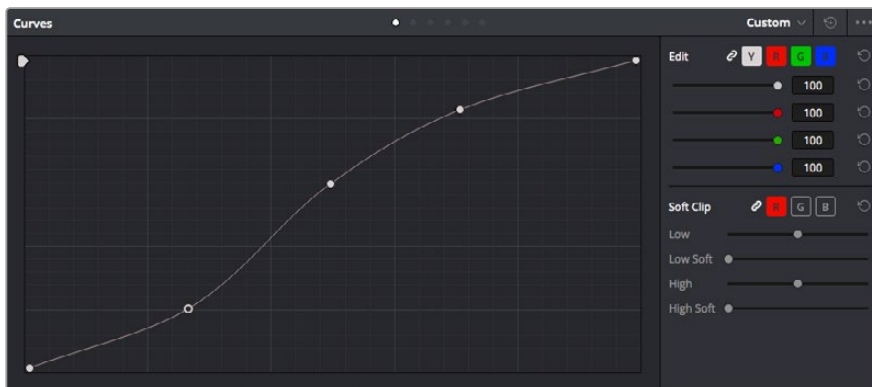 Curves
Custom
Edit Y R G B
100
100
100
100
Soft Clip R G B
Low
Low Soft
High
High Soft